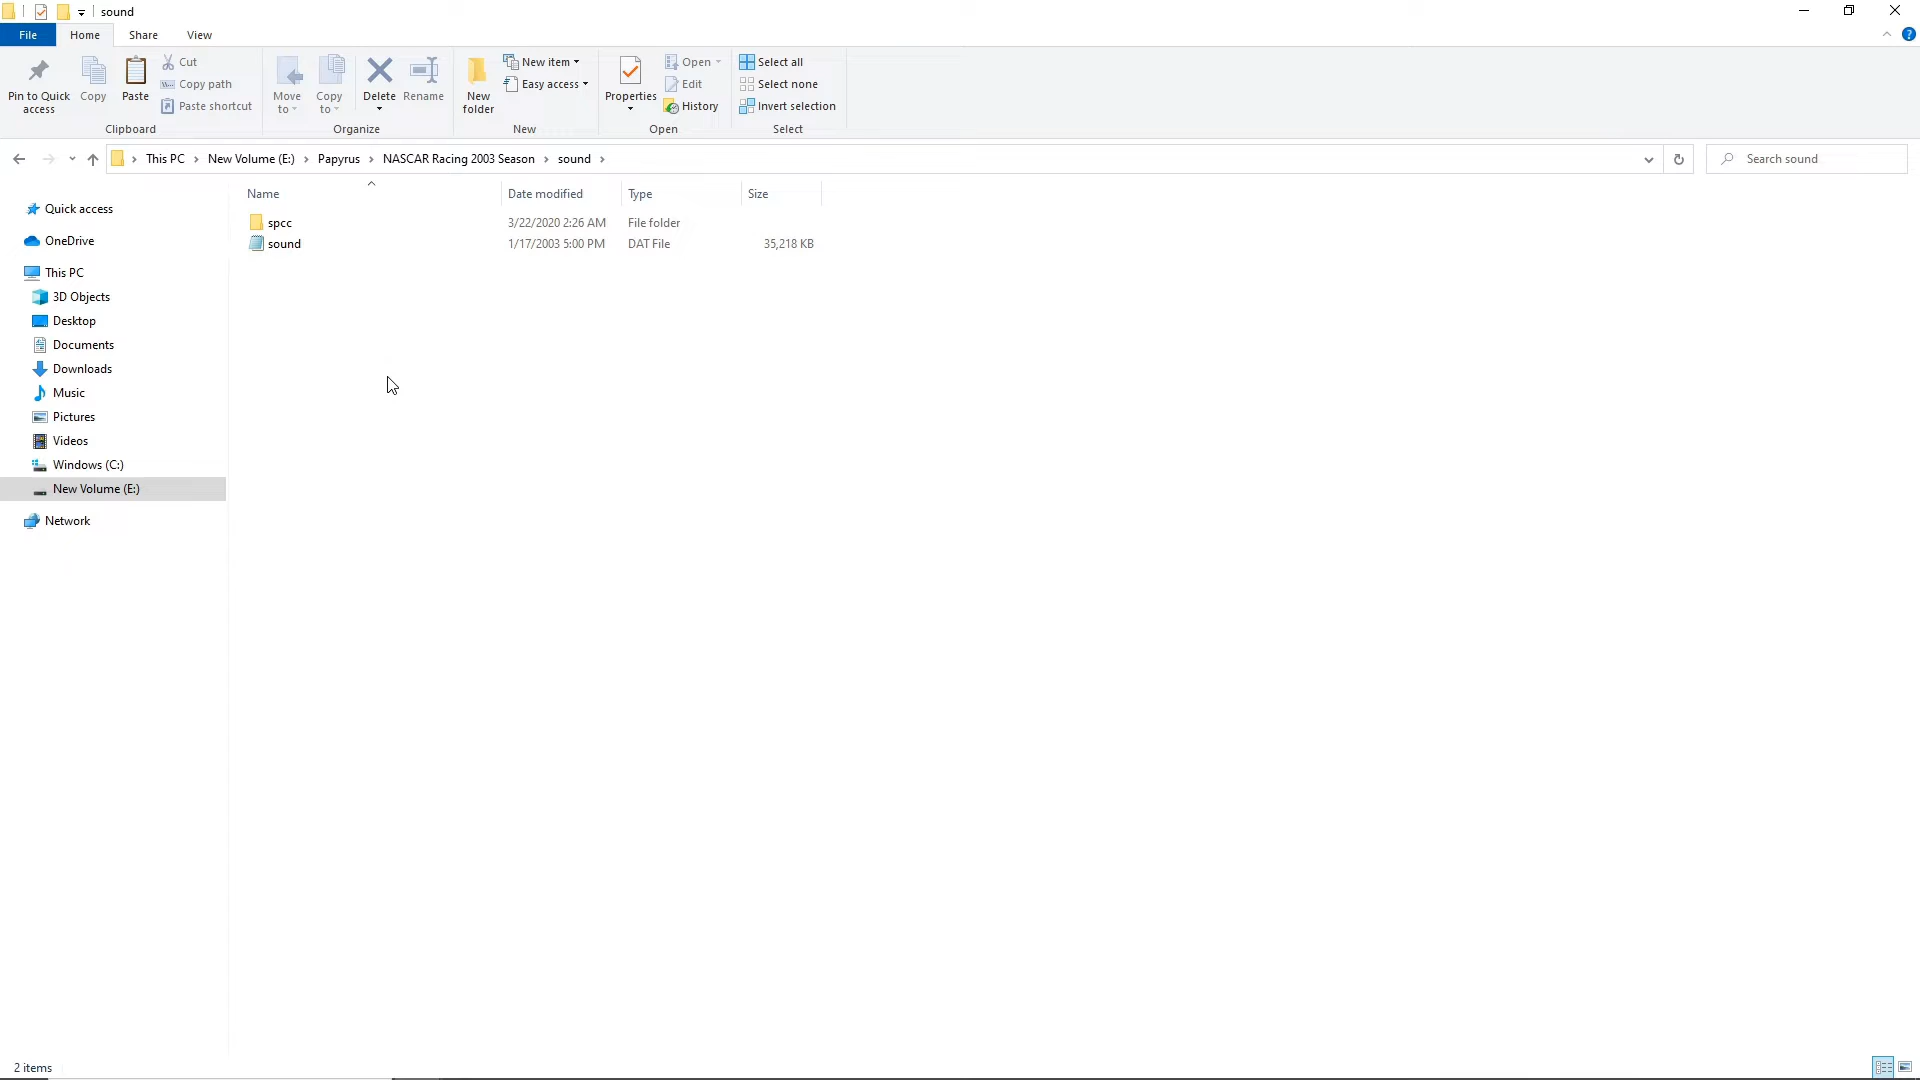 sound
File Home Share View
Pin to Quick access
Copy
Paste
Cut
Copy path
Paste shortcut
Clipboard
Move to
Copy to
Delete
Rename
Organize
New folder
New item
Easy access
New
Properties
Open
Edit
History
Open
Select all
Select none
Invert selection
Select
This PC New Volume (E:) Papyrus NASCAR Racing 2003 Season sound
Search sound
Quick access
OneDrive
This PC
3D Objects
Desktop
Documents
Downloads
Music
Pictures
Videos
Windows (C:)
New Volume (E:)
Network
Name Date modified Type Size
spcc 3/22/2020 2:26 AM File folder
sound 1/17/2003 5:00 PM DAT File 35,218 KB
2 items